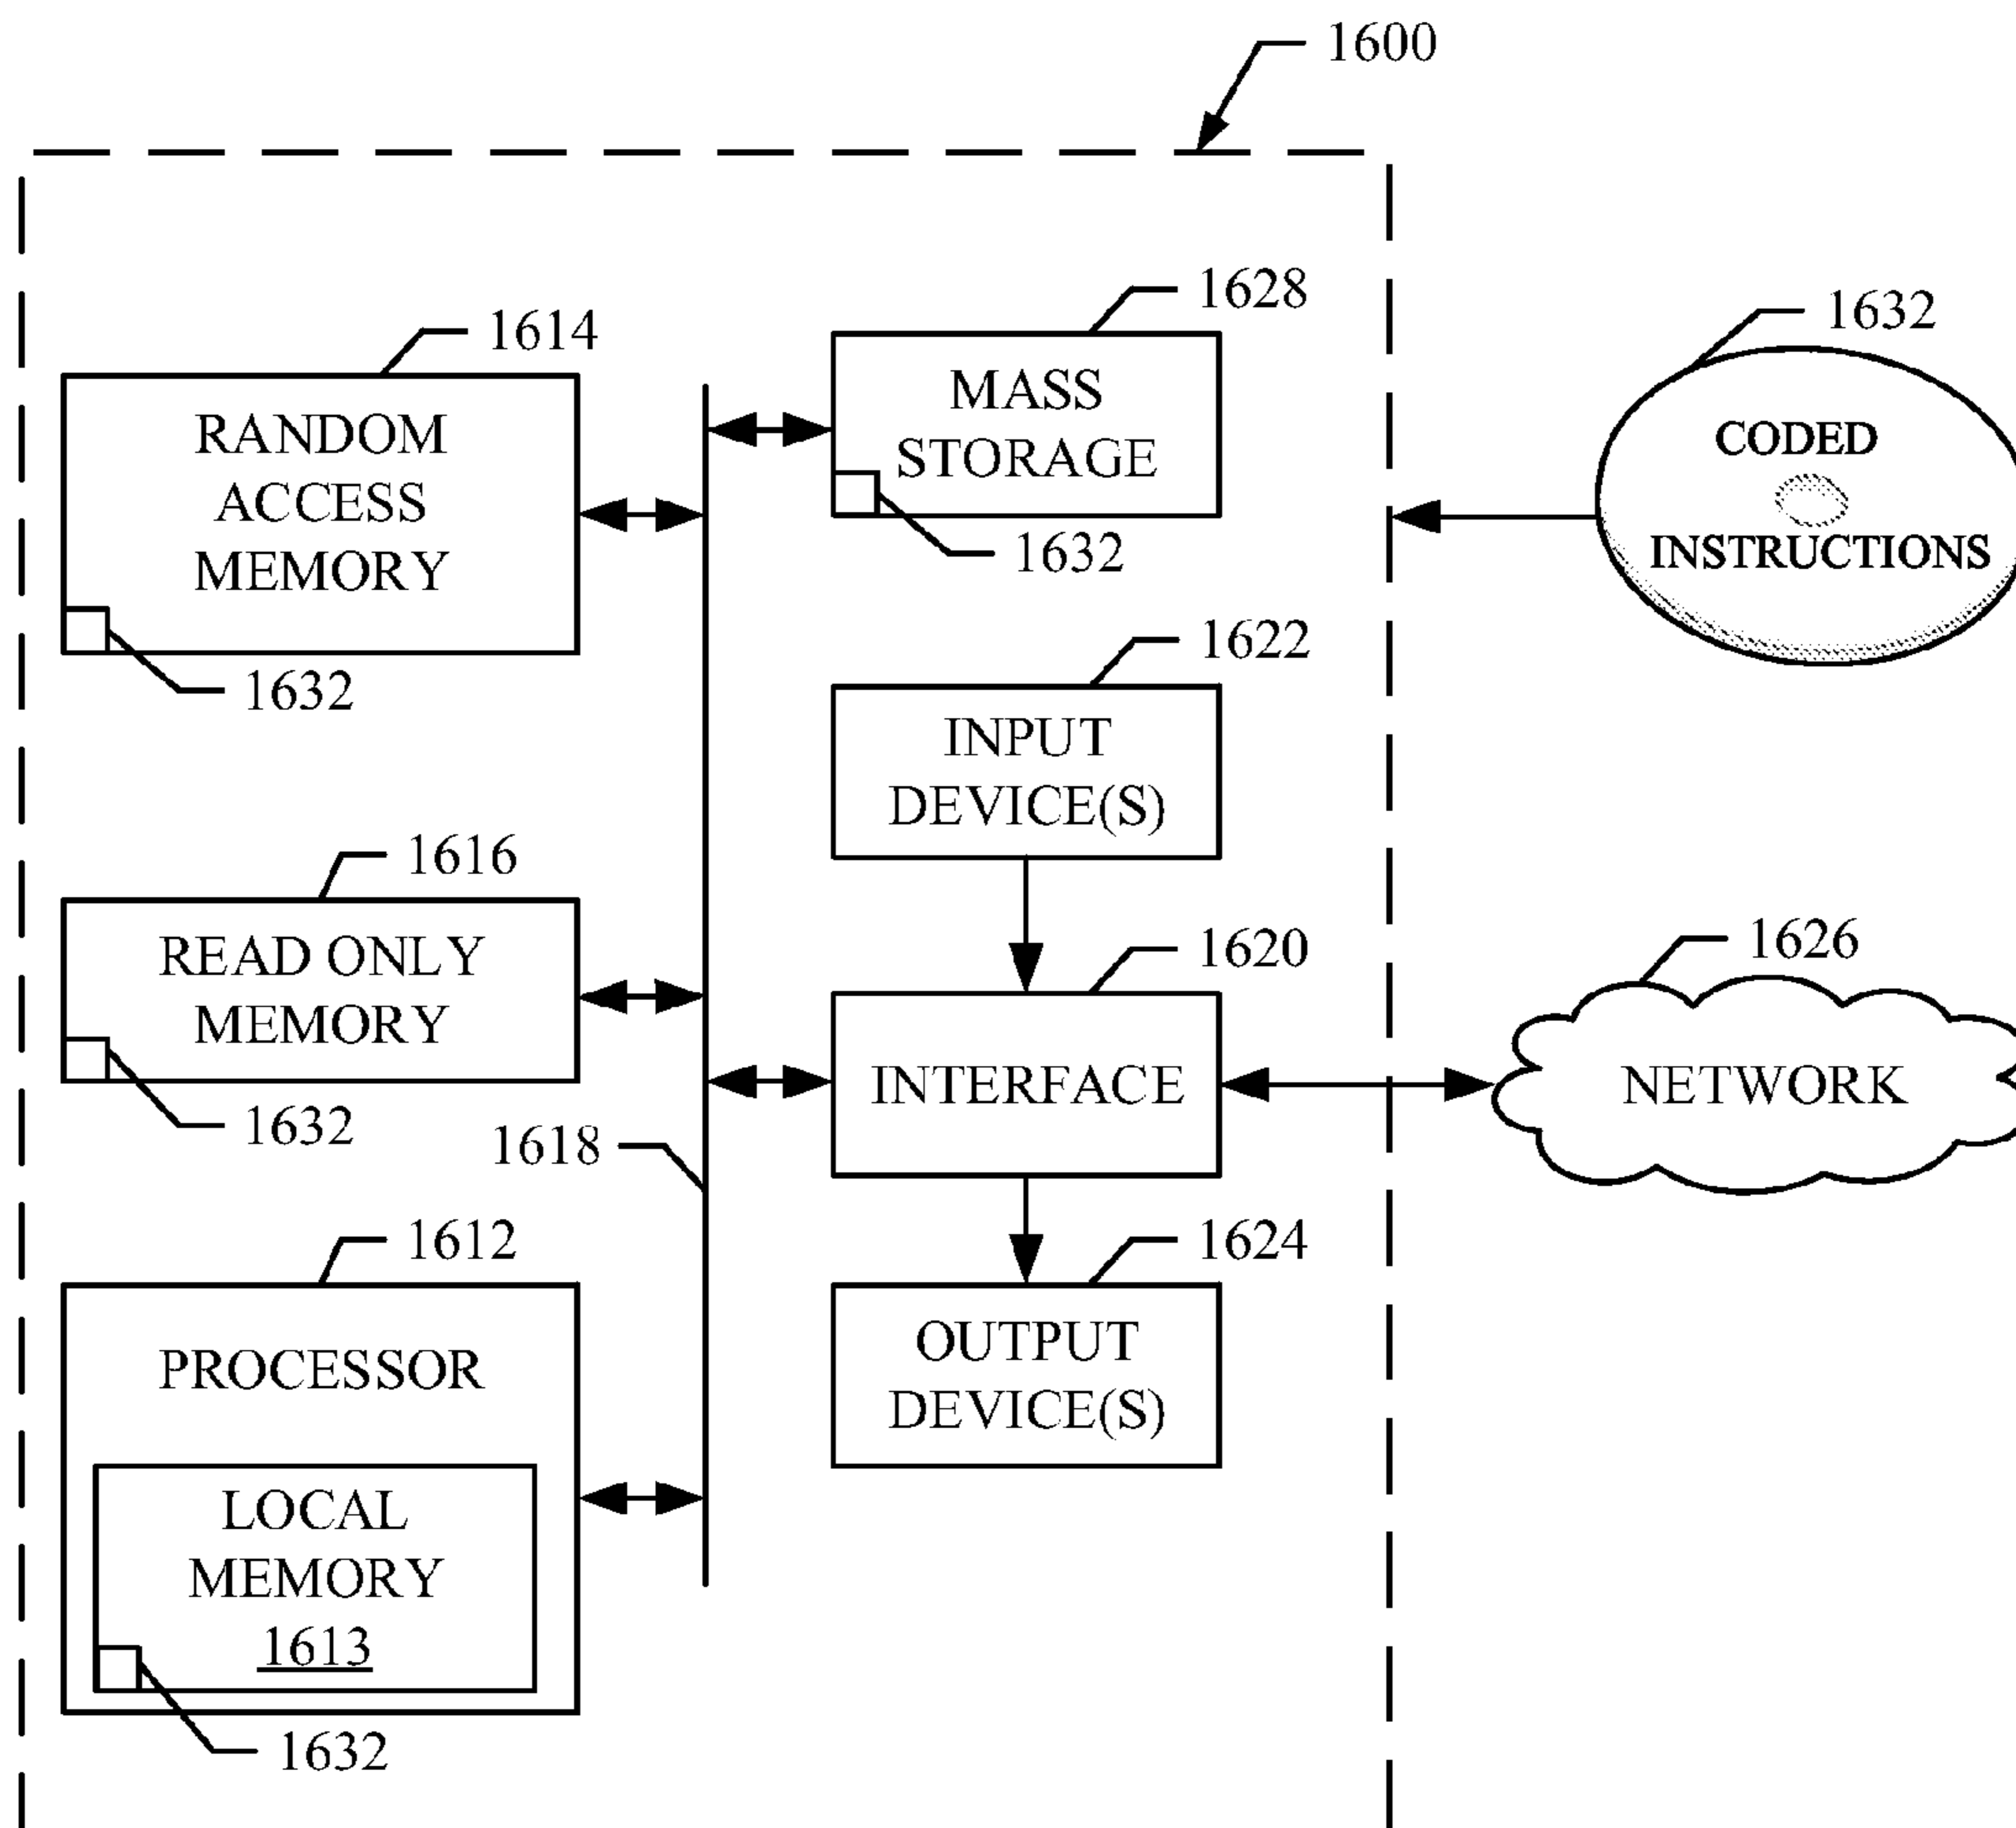 1600
1628
1632
1614
MASS
STORAGE
RANDOM
ACCESS
MEMORY
CODED
INSTRUCTIONS
1632
1632
1622
INPUT
DEVICE(S)
1616
READ ONLY
MEMORY
1632
1620
INTERFACE
1626
NETWORK
1618
1612
PROCESSOR
LOCAL
MEMORY
1613
1632
1624
OUTPUT
DEVICE(S)